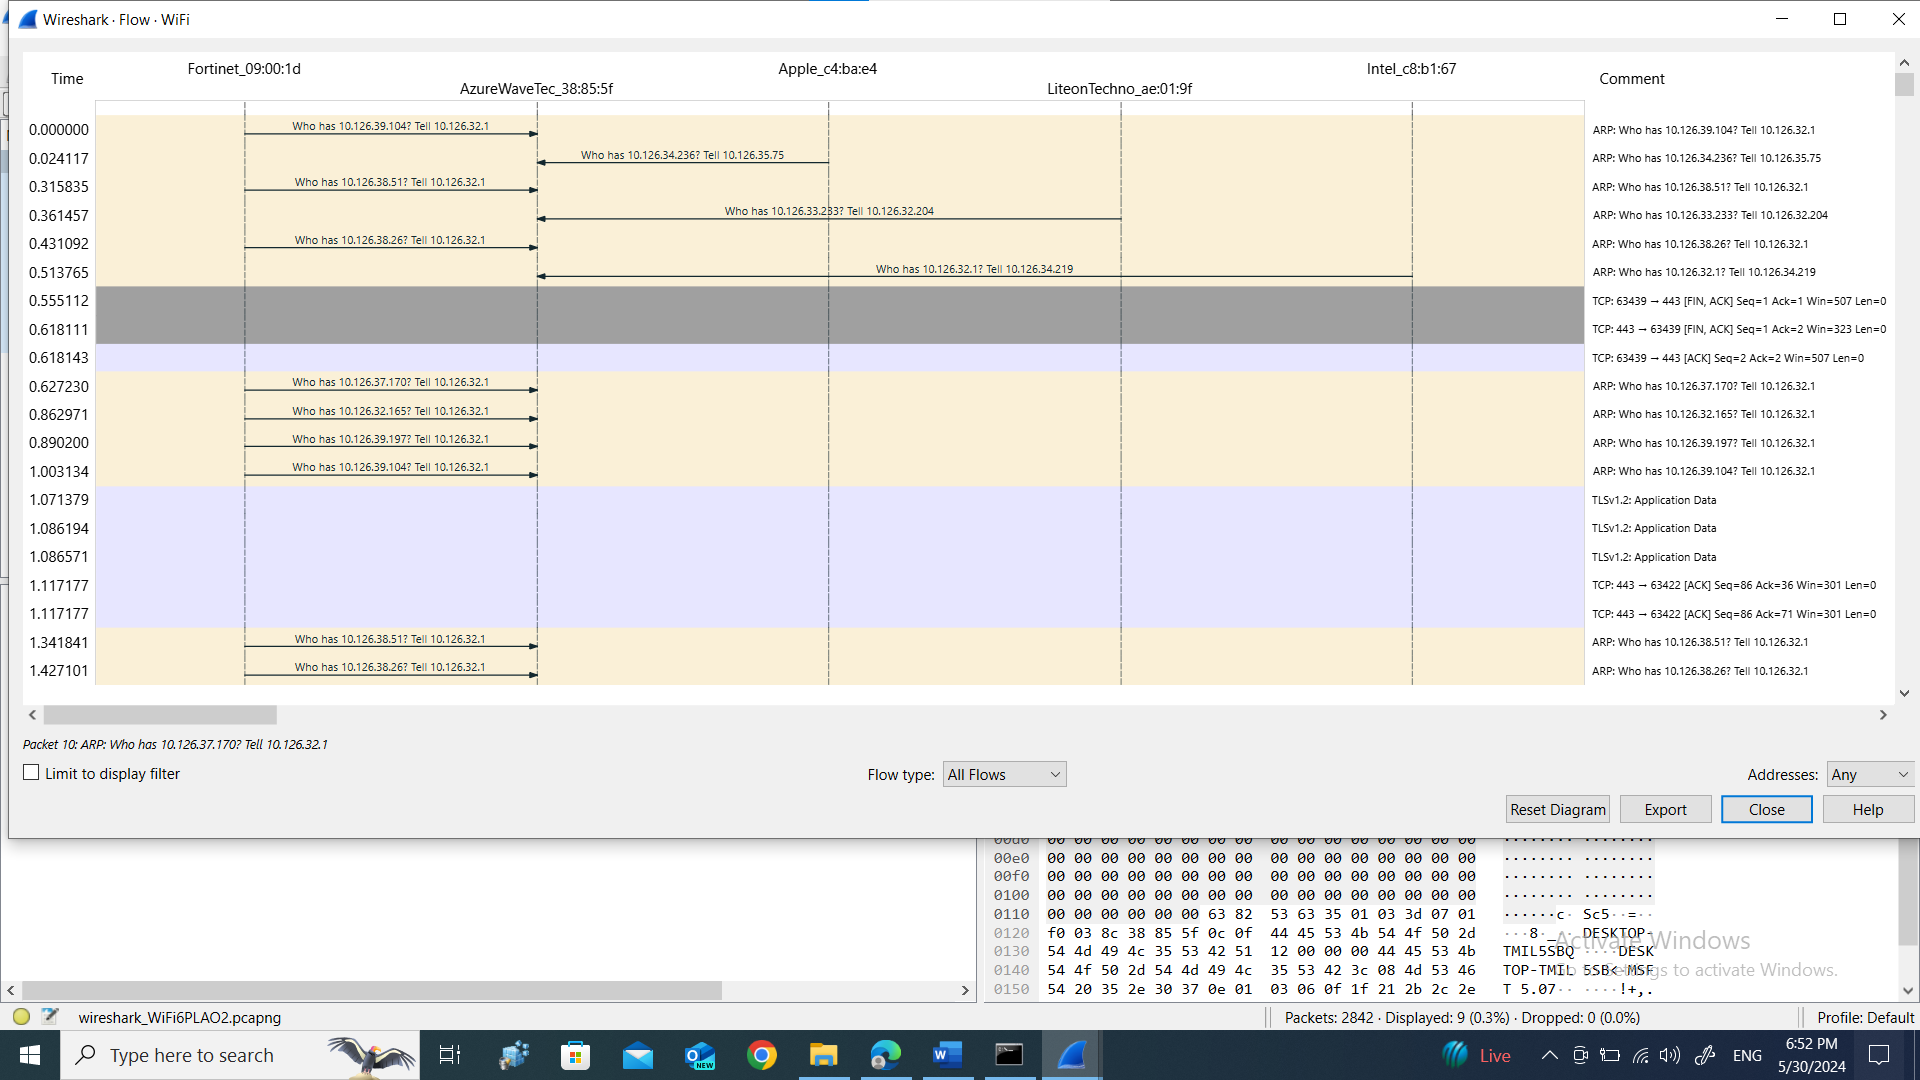 Wireshark · Flow · WiFi
Time
Fortinet_09:00:1d
AzureWaveTec_38:85:5f
Apple_c4:ba:e4
LiteonTechno_ae:01:9f
Intel_c8:b1:67
Comment
0.000000 Who has 10.126.39.104? Tell 10.126.32.1 ARP: Who has 10.126.39.104? Tell 10.126.32.1
0.024117 Who has 10.126.34.236? Tell 10.126.35.75 ARP: Who has 10.126.34.236? Tell 10.126.35.75
0.315835 Who has 10.126.38.51? Tell 10.126.32.1 ARP: Who has 10.126.38.51? Tell 10.126.32.1
0.361457 Who has 10.126.33.233? Tell 10.126.32.204 ARP: Who has 10.126.33.233? Tell 10.126.32.204
0.431092 Who has 10.126.38.26? Tell 10.126.32.1 ARP: Who has 10.126.38.26? Tell 10.126.32.1
0.513765 Who has 10.126.32.1? Tell 10.126.34.219 ARP: Who has 10.126.32.1? Tell 10.126.34.219
0.555112 TCP: 63439 → 443 [FIN, ACK] Seq=1 Ack=1 Win=507 Len=0
0.618111 TCP: 443 → 63439 [FIN, ACK] Seq=1 Ack=2 Win=323 Len=0
0.618143 TCP: 63439 → 443 [ACK] Seq=2 Ack=2 Win=507 Len=0
0.627230 Who has 10.126.37.170? Tell 10.126.32.1 ARP: Who has 10.126.37.170? Tell 10.126.32.1
0.862971 Who has 10.126.32.165? Tell 10.126.32.1 ARP: Who has 10.126.32.165? Tell 10.126.32.1
0.890200 Who has 10.126.39.197? Tell 10.126.32.1 ARP: Who has 10.126.39.197? Tell 10.126.32.1
1.003134 Who has 10.126.39.104? Tell 10.126.32.1 ARP: Who has 10.126.39.104? Tell 10.126.32.1
1.071379 TLSv1.2: Application Data
1.086194 TLSv1.2: Application Data
1.086571 TLSv1.2: Application Data
1.117177 TCP: 443 → 63422 [ACK] Seq=86 Ack=36 Win=301 Len=0
1.117177 TCP: 443 → 63422 [ACK] Seq=86 Ack=71 Win=301 Len=0
1.341841 Who has 10.126.38.51? Tell 10.126.32.1 ARP: Who has 10.126.38.51? Tell 10.126.32.1
1.427101 Who has 10.126.38.26? Tell 10.126.32.1 ARP: Who has 10.126.38.26? Tell 10.126.32.1
Packet 10: ARP: Who has 10.126.37.170? Tell 10.126.32.1
Limit to display filter
Flow type: All Flows
Addresses: Any
Reset Diagram
Export
Close
Help
00d0 00 00 00 00 00 00 00 00 00 00 00 00 00 00 00 00 ········ ········
00e0 00 00 00 00 00 00 00 00 00 00 00 00 00 00 00 00 ········ ········
00f0 00 00 00 00 00 00 00 00 00 00 00 00 00 00 00 00 ········ ········
0100 00 00 00 00 00 00 00 00 00 00 00 00 00 00 00 00 ········ ········
0110 00 00 00 00 00 00 63 82 53 63 35 01 03 3d 07 01 ······c· Sc5··=··
0120 f0 03 8c 38 85 5f 0c 0f 44 45 53 4b 54 4f 50 2d ···8·_·· DESKTOP-
0130 54 4d 49 4c 35 53 42 51 12 00 00 00 44 45 53 4b TMIL5SBQ ····DESK
0140 54 4f 50 2d 54 4d 49 4c 35 53 42 3c 08 4d 53 46 TOP-TMIL 5SB<·MSF
0150 54 20 35 2e 30 37 0e 01 03 06 0f 1f 21 2b 2c 2e T 5.07·· ····!+,.
Activate Windows
Go to Settings to activate Windows.
wireshark_WiFi6PLAO2.pcapng
Packets: 2842 · Displayed: 9 (0.3%) · Dropped: 0 (0.0%)
Profile: Default
Type here to search
NEW
Live
ENG
6:52 PM
5/30/2024